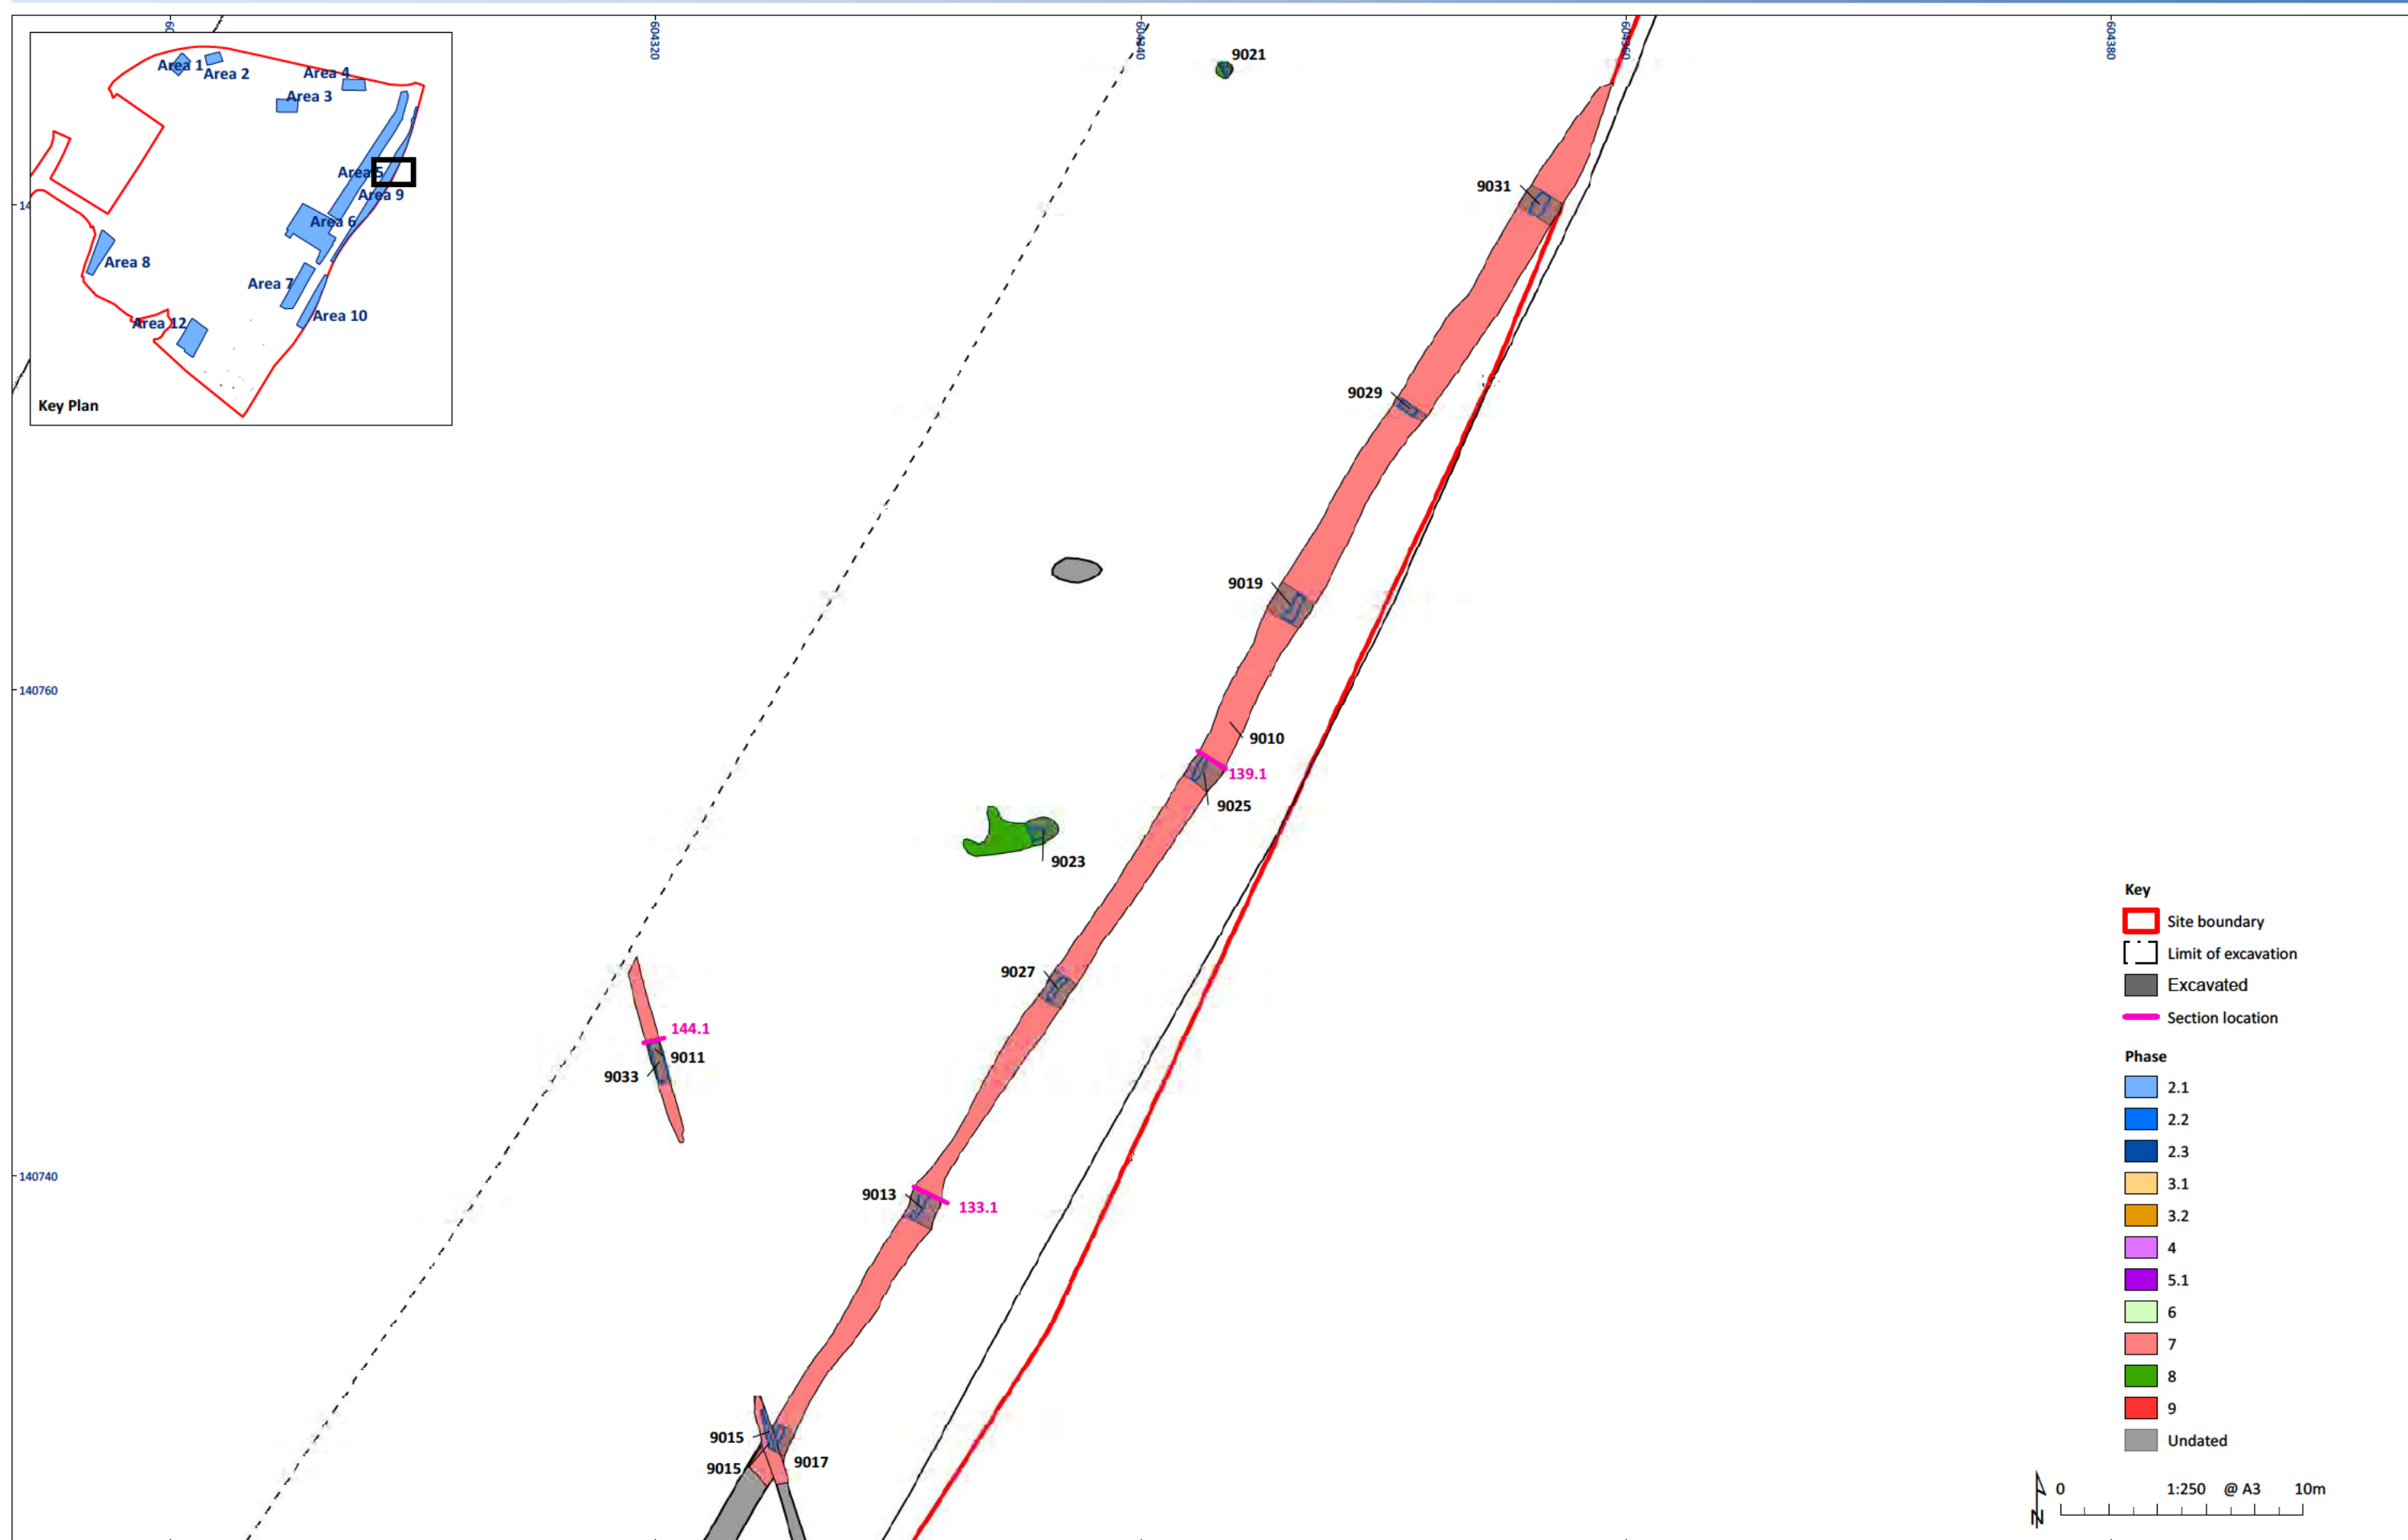 604320
604340
604360
604380
Area 1
Area 2
Area 4
Area 3
Area 5
Area 9
Area 6
Area 8
Area 7
Area 10
Area 12
Key Plan
9021
9031
9029
9019
140760
9010
139.1
9025
9023
9027
144.1
9011
9033
140740
9013
133.1
9015
9017
9015
Key
Site boundary
Limit of excavation
Excavated
Section location
Phase
2.1
2.2
2.3
3.1
3.2
4
5.1
6
7
8
9
Undated
N
0 1:250 @ A3 10m